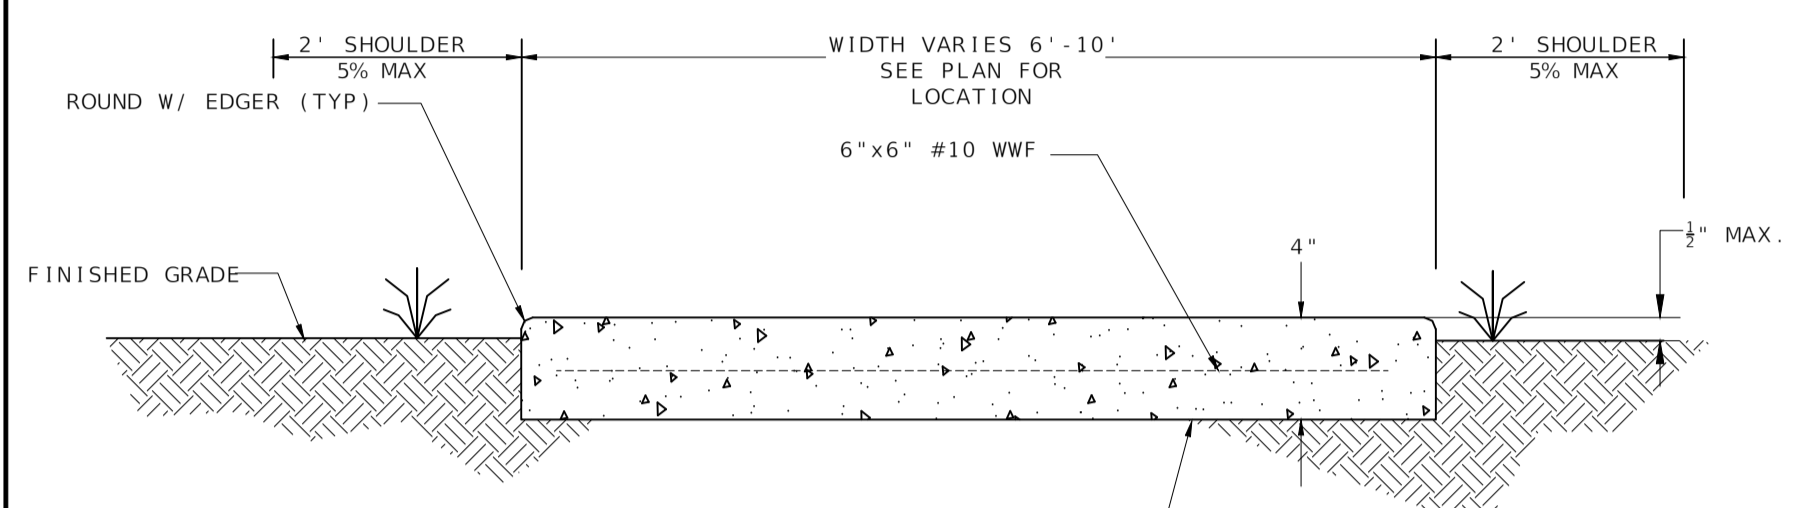 2' SHOULDER
5% MAX
WIDTH VARIES 6'-10'
SEE PLAN FOR
LOCATION
2' SHOULDER
5% MAX
ROUND W/ EDGER (TYP)
6"x6" #10 WWF
4"
½" MAX.
FINISHED GRADE